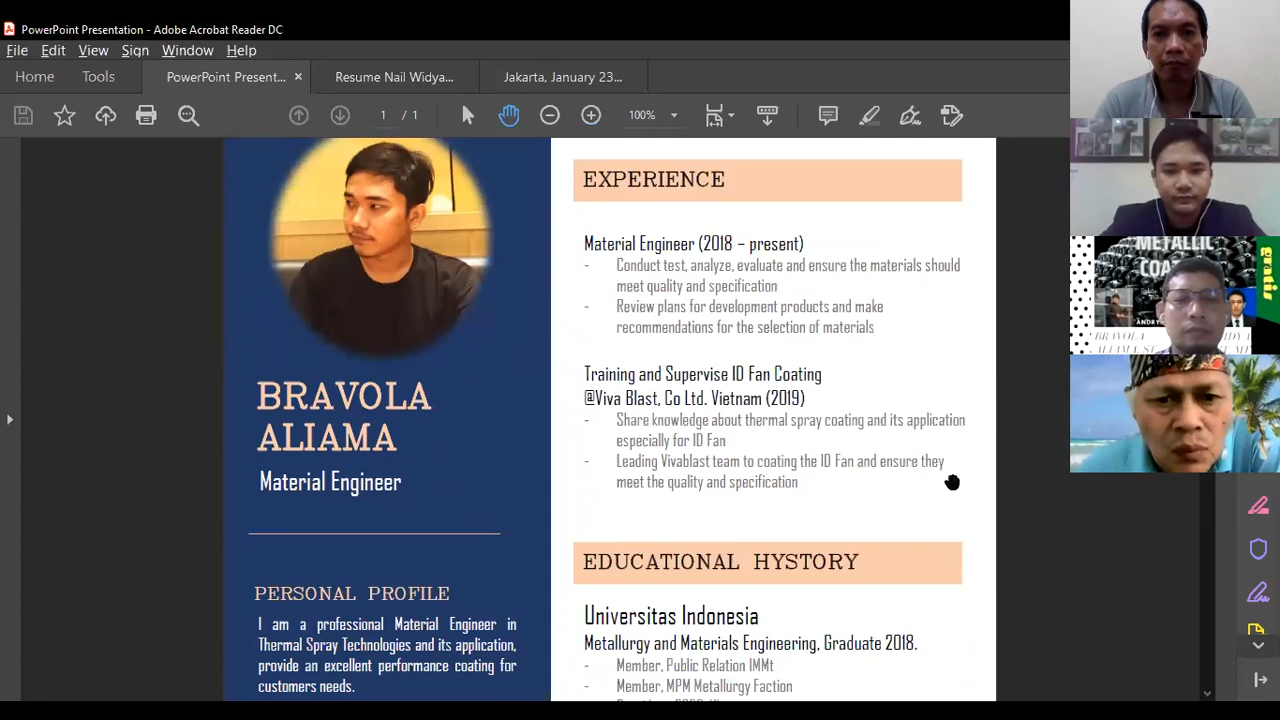 PowerPoint Presentation - Adobe Acrobat Reader DC
File Edit View Sign Window Help
Home Tools PowerPoint Present... × Resume Nail Widya... Jakarta, January 23...
1 / 1 100%
BRAVOLA
ALIAMA
Material Engineer
PERSONAL PROFILE
I am a professional Material Engineer in
Thermal Spray Technologies and its application,
provide an excellent performance coating for
customers needs.
EXPERIENCE
Material Engineer (2018 – present)
- Conduct test, analyze, evaluate and ensure the materials should
meet quality and specification
- Review plans for development products and make
recommendations for the selection of materials
Training and Supervise ID Fan Coating
@Viva Blast, Co Ltd. Vietnam (2019)
- Share knowledge about thermal spray coating and its application
especially for ID Fan
- Leading Vivablast team to coating the ID Fan and ensure they
meet the quality and specification
EDUCATIONAL HYSTORY
Universitas Indonesia
Metallurgy and Materials Engineering, Graduate 2018.
- Member, Public Relation IMMt
- Member, MPM Metallurgy Faction
METALLIC
gratis
BRAVOLA